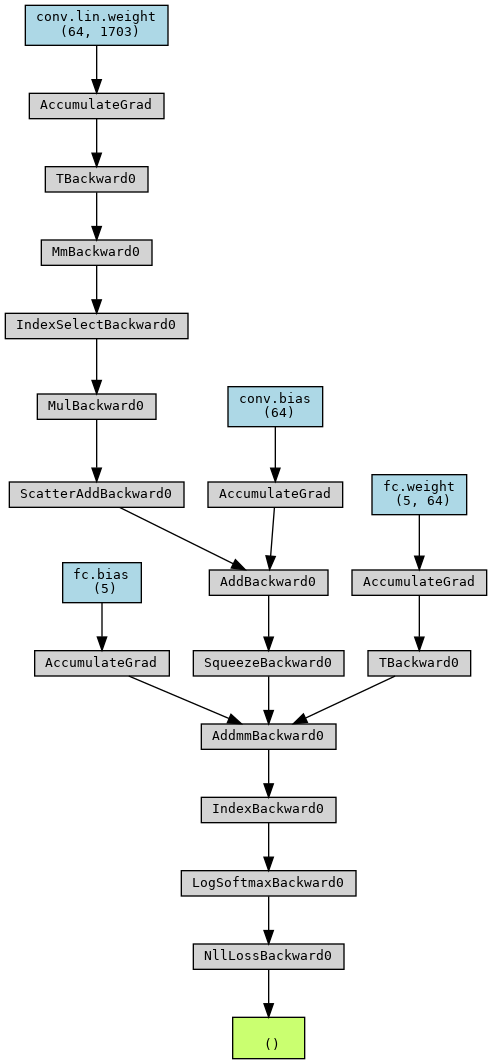 conv.lin.weight
(64, 1703)
AccumulateGrad
TBackward0
MmBackward0
IndexSelectBackward0
MulBackward0
conv.bias
(64)
ScatterAddBackward0
AccumulateGrad
fc.weight
(5, 64)
fc.bias
(5)
AddBackward0
AccumulateGrad
AccumulateGrad
SqueezeBackward0
TBackward0
AddmmBackward0
IndexBackward0
LogSoftmaxBackward0
NllLossBackward0
()